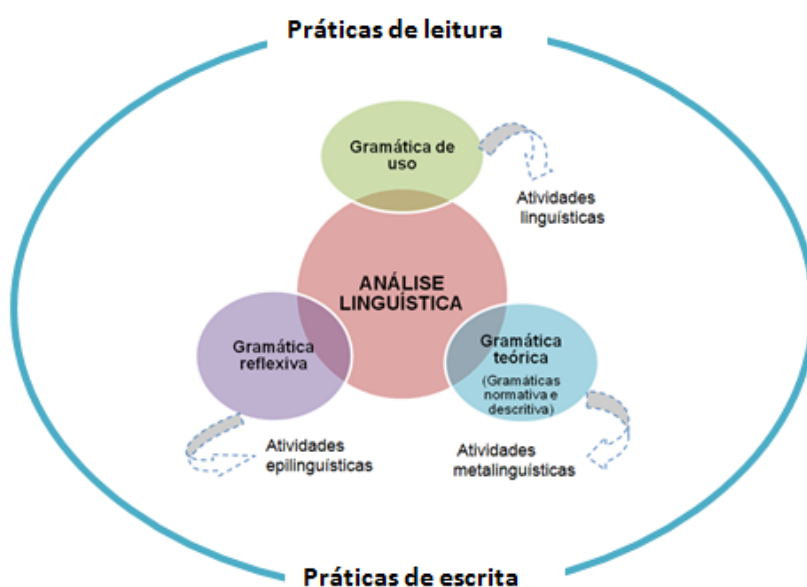 Práticas de leitura
Gramática de
uso
Atividades
linguísticas
ANÁLISE
LINGUÍSTICA
Gramática
reflexiva
Gramática
teórica
(Gramáticas
normativa e
descritiva)
Atividades
epilinguísticas
Atividades
metalinguísticas
Práticas de escrita